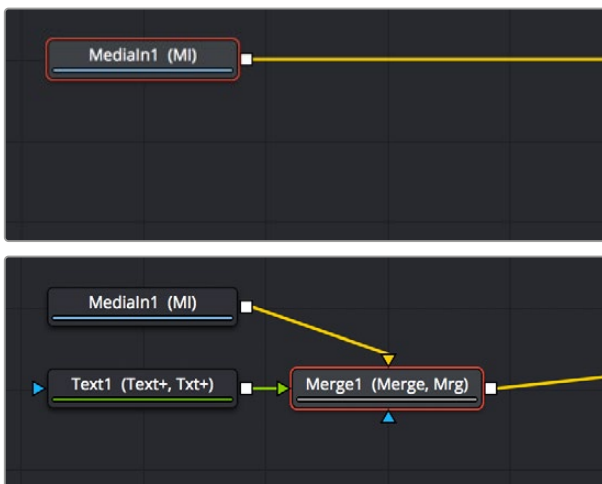 MediaIn1 (MI)
MediaIn1 (MI)
Text1 (Text+, Txt+)
Merge1 (Merge, Mrg)